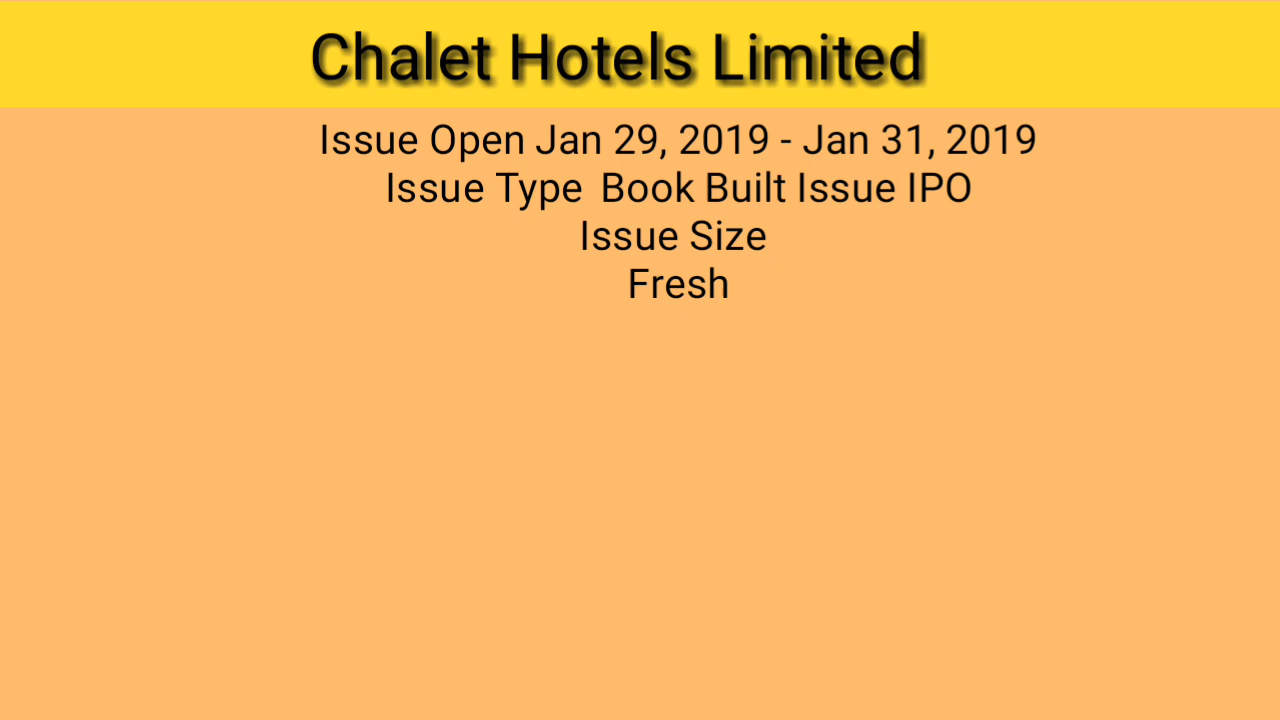 Chalet Hotels Limited
Issue Open Jan 29, 2019 - Jan 31, 2019
Issue Type  Book Built Issue IPO
Issue Size
Fresh